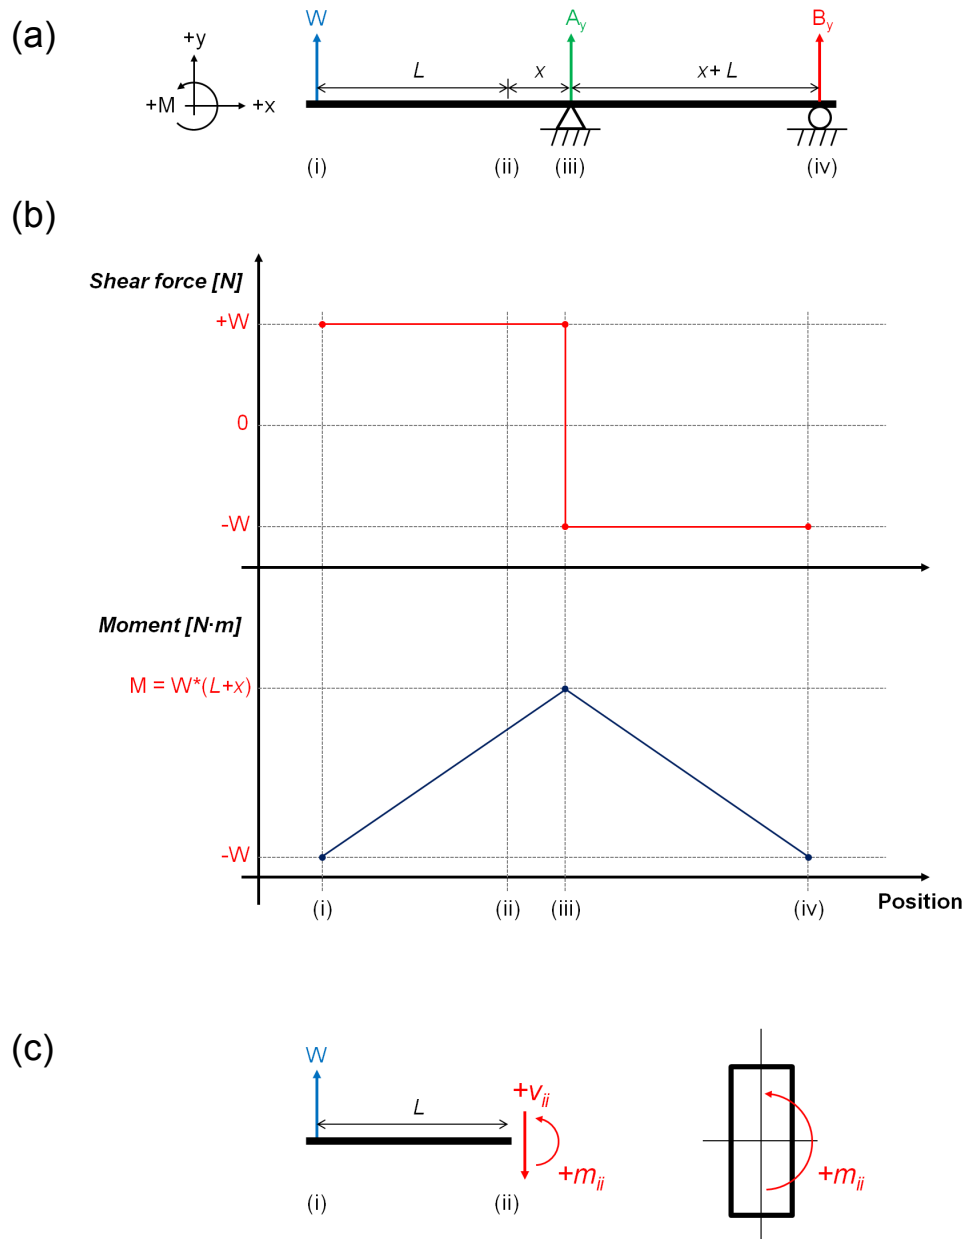 (a)
W
A_y
B_y
+y
L
x
x+ L
+M
+x
(i)
(ii)
(iii)
(iv)
(b)
Shear force [N]
+W
0
-W
Moment [N·m]
M = W*(L+x)
-W
(i)
(ii)
(iii)
(iv)
Position
(c)
W
L
+v_ii
+m_ii
+m_ii
(i)
(ii)